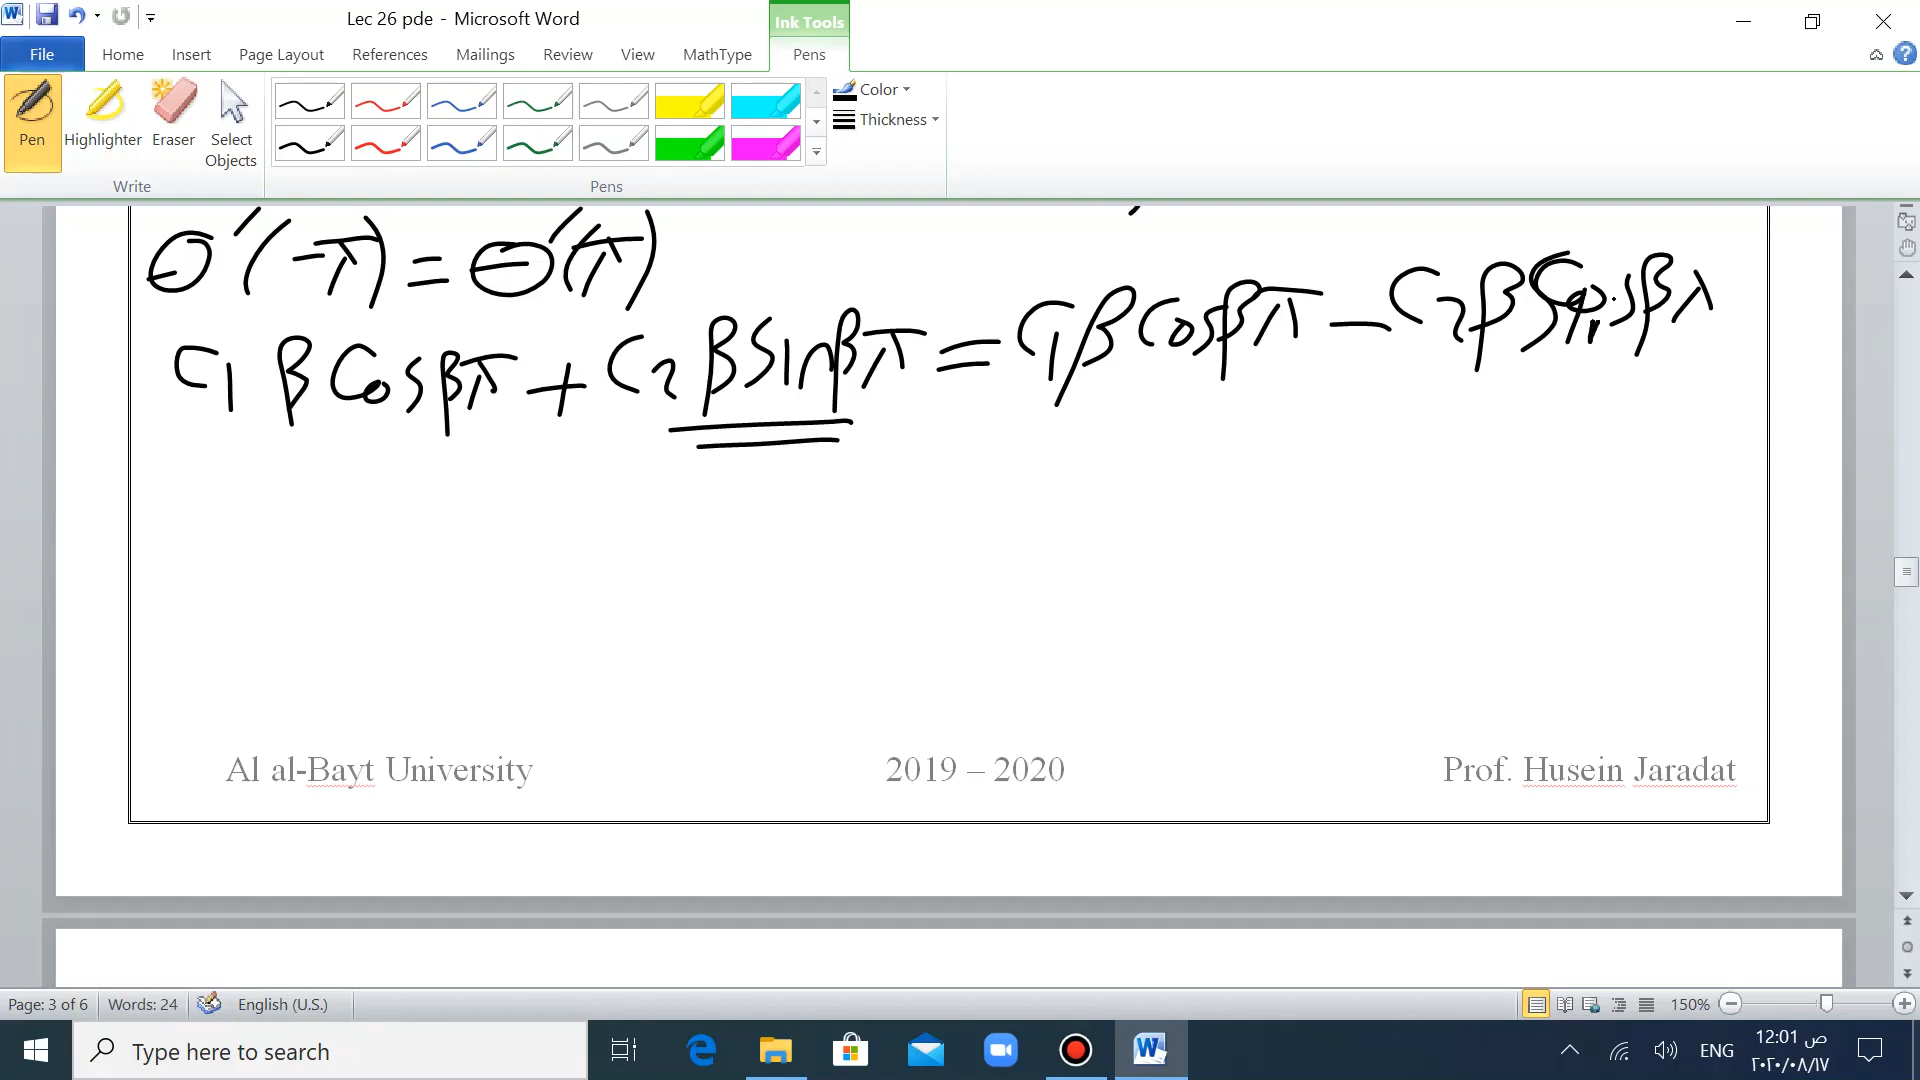 Lec 26 pde - Microsoft Word
Ink Tools
File Home Insert Page Layout References Mailings Review View MathType Pens
Pen Highlighter Eraser Select Objects
Color
Thickness
Write Pens
Θ'(-π) = Θ'(π)
C1 β Cos βπ + C2 β Sin βπ = C1 β Cos βπ - C2 β
Al al-Bayt University 2019 – 2020 Prof. Husein Jaradat
Page: 3 of 6 Words: 24 English (U.S.) 150%
Type here to search
ENG
12:01 ص
٢٠٢٠/٠٨/١٧